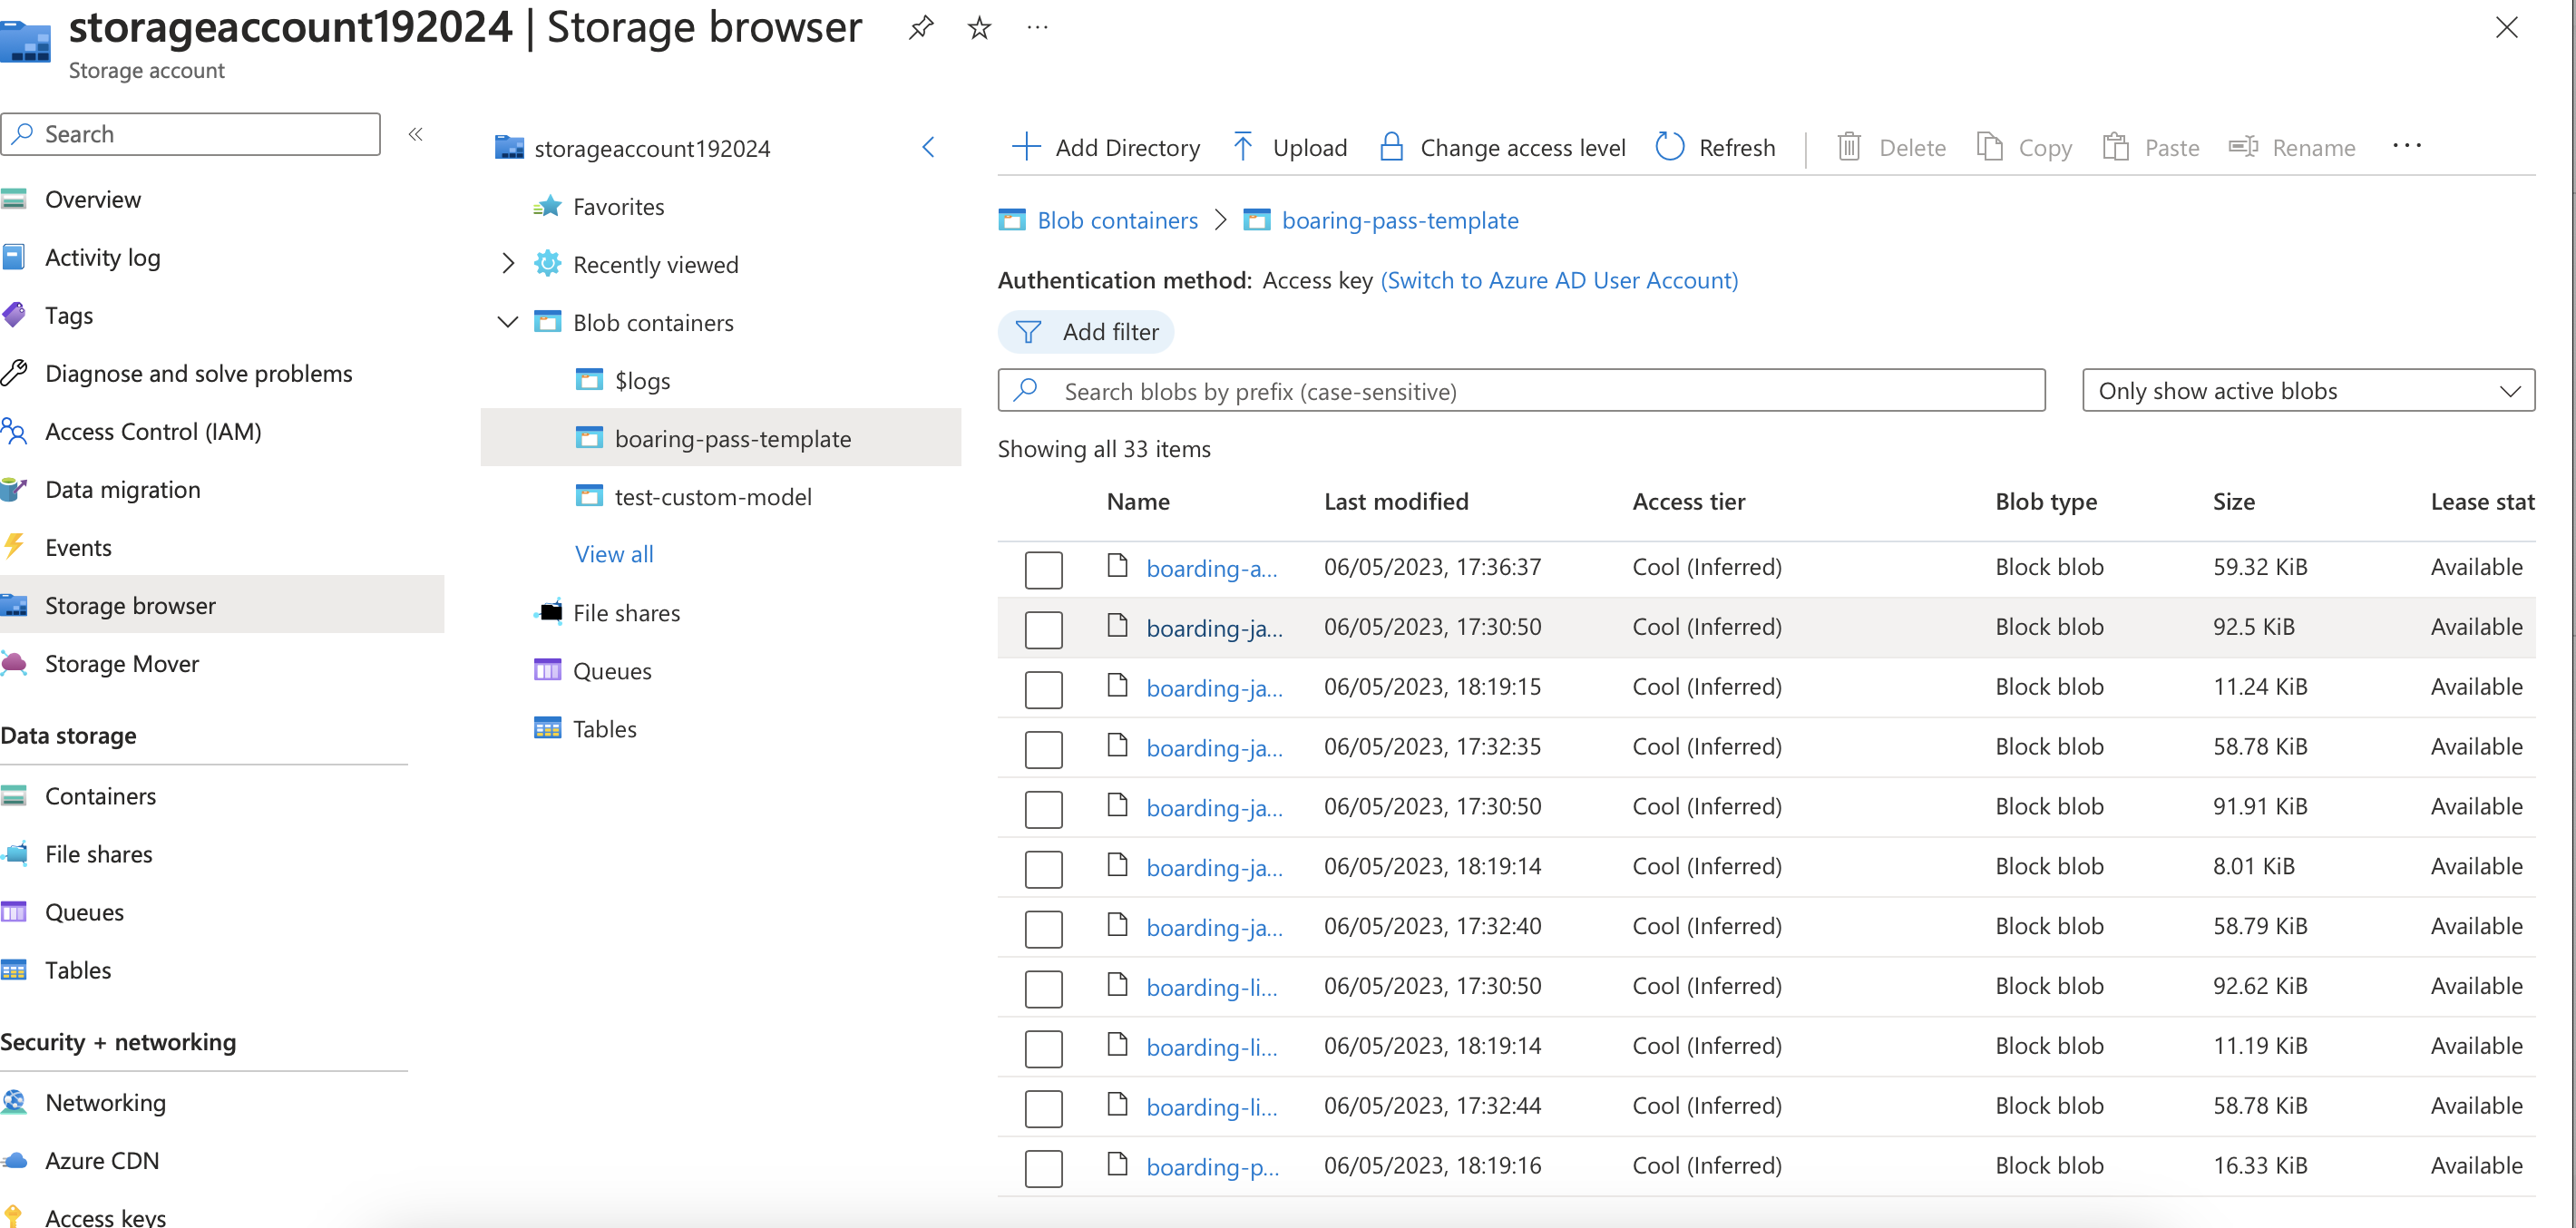 storageaccount192024 | Storage browser ...
Storage account
Search
Overview
Activity log
Tags
Diagnose and solve problems
Access Control (IAM)
Data migration
Events
Storage browser
Storage Mover
Data storage
Containers
File shares
Queues
Tables
Security + networking
Networking
Azure CDN
Access keys
storageaccount192024
Favorites
Recently viewed
Blob containers
$logs
boaring-pass-template
test-custom-model
View all
File shares
Queues
Tables
Add Directory Upload Change access level Refresh Delete Copy Paste Rename ...
Blob containers > boaring-pass-template
Authentication method: Access key (Switch to Azure AD User Account)
Add filter
Search blobs by prefix (case-sensitive) Only show active blobs
Showing all 33 items
Name Last modified Access tier Blob type Size Lease stat
boarding-a... 06/05/2023, 17:36:37 Cool (Inferred) Block blob 59.32 KiB Available
boarding-ja... 06/05/2023, 17:30:50 Cool (Inferred) Block blob 92.5 KiB Available
boarding-ja... 06/05/2023, 18:19:15 Cool (Inferred) Block blob 11.24 KiB Available
boarding-ja... 06/05/2023, 17:32:35 Cool (Inferred) Block blob 58.78 KiB Available
boarding-ja... 06/05/2023, 17:30:50 Cool (Inferred) Block blob 91.91 KiB Available
boarding-ja... 06/05/2023, 18:19:14 Cool (Inferred) Block blob 8.01 KiB Available
boarding-ja... 06/05/2023, 17:32:40 Cool (Inferred) Block blob 58.79 KiB Available
boarding-li... 06/05/2023, 17:30:50 Cool (Inferred) Block blob 92.62 KiB Available
boarding-li... 06/05/2023, 18:19:14 Cool (Inferred) Block blob 11.19 KiB Available
boarding-li... 06/05/2023, 17:32:44 Cool (Inferred) Block blob 58.78 KiB Available
boarding-p... 06/05/2023, 18:19:16 Cool (Inferred) Block blob 16.33 KiB Available